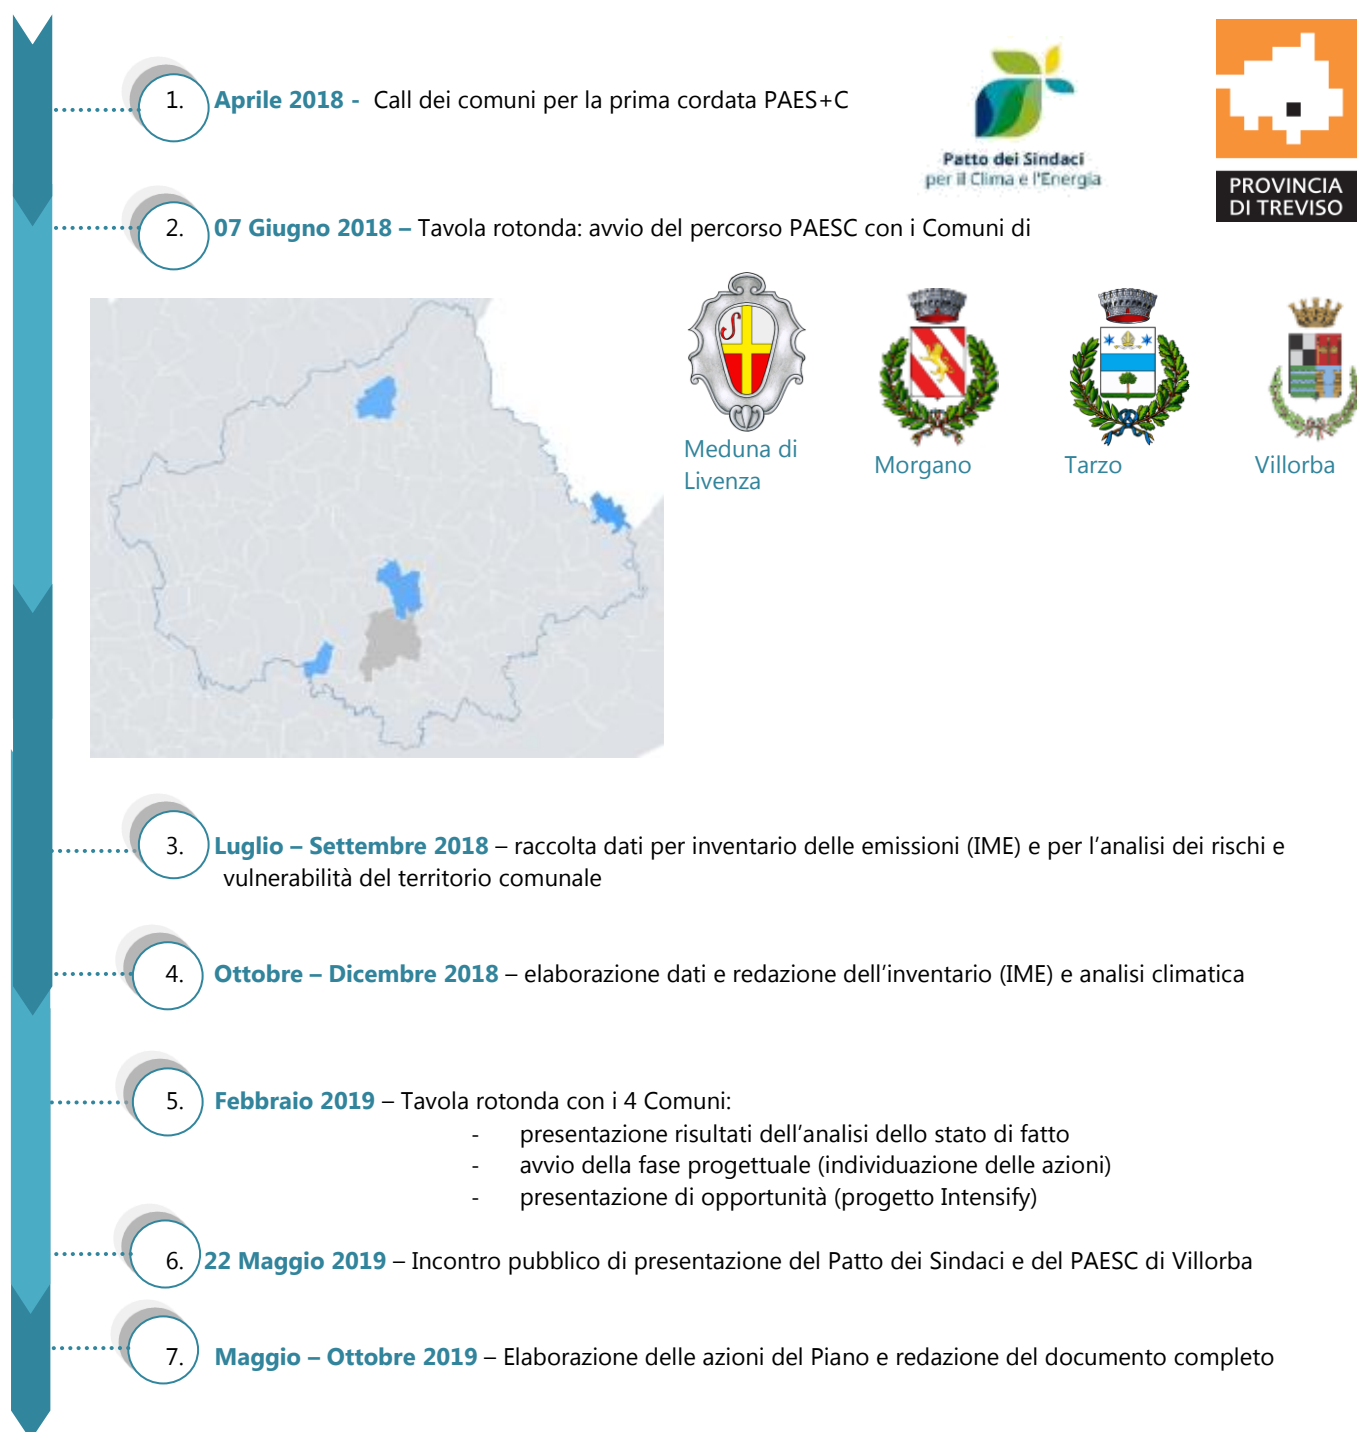 1. Aprile 2018 - Call dei comuni per la prima cordata PAES+C
Patto dei Sindaci
per il Clima e l'Energia
PROVINCIA
DI TREVISO
2. 07 Giugno 2018 – Tavola rotonda: avvio del percorso PAESC con i Comuni di
Meduna di
Livenza
Morgano
Tarzo
Villorba
3. Luglio – Settembre 2018 – raccolta dati per inventario delle emissioni (IME) e per l'analisi dei rischi e
vulnerabilità del territorio comunale
4. Ottobre – Dicembre 2018 – elaborazione dati e redazione dell'inventario (IME) e analisi climatica
5. Febbraio 2019 – Tavola rotonda con i 4 Comuni:
- presentazione risultati dell'analisi dello stato di fatto
- avvio della fase progettuale (individuazione delle azioni)
- presentazione di opportunità (progetto Intensify)
6. 22 Maggio 2019 – Incontro pubblico di presentazione del Patto dei Sindaci e del PAESC di Villorba
7. Maggio – Ottobre 2019 – Elaborazione delle azioni del Piano e redazione del documento completo